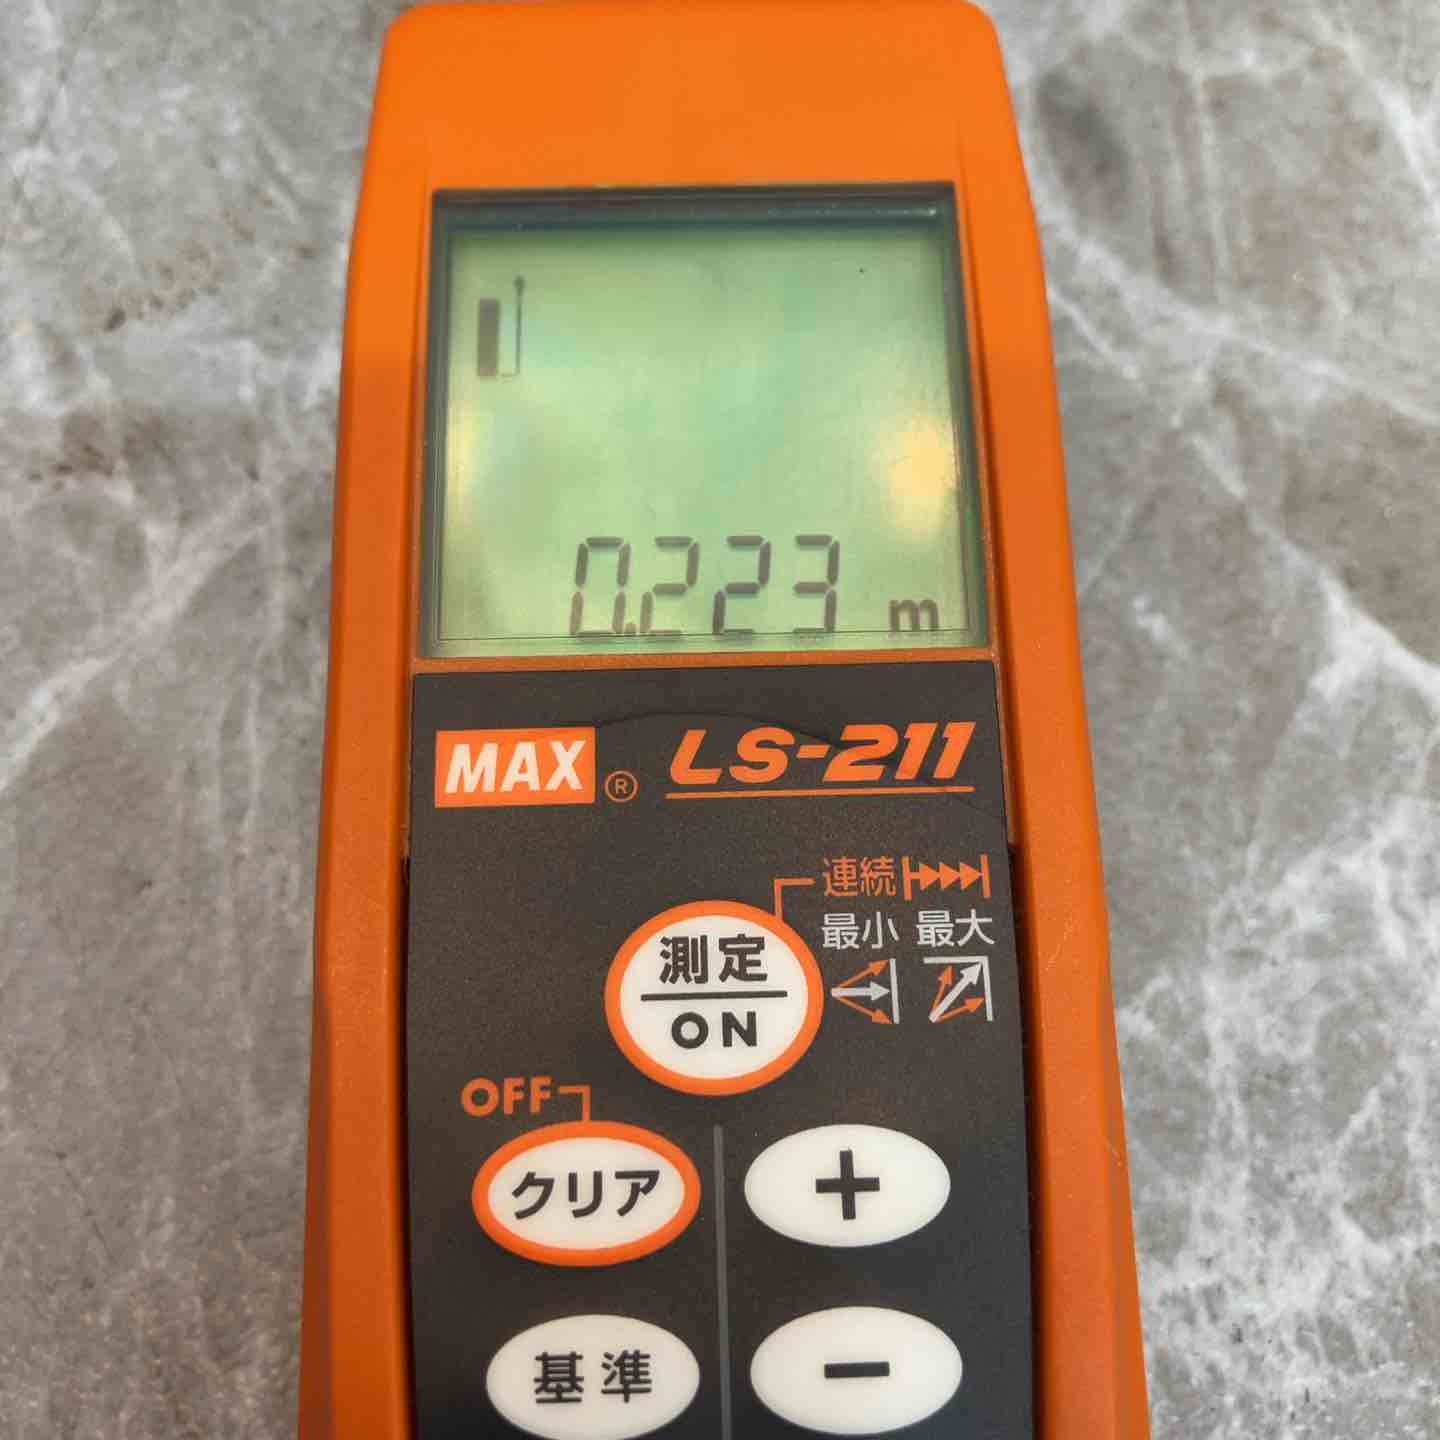 0.223 m
MAX ® LS-211
連続
最小 最大
測定
ON
OFF
クリア
+
基準
−